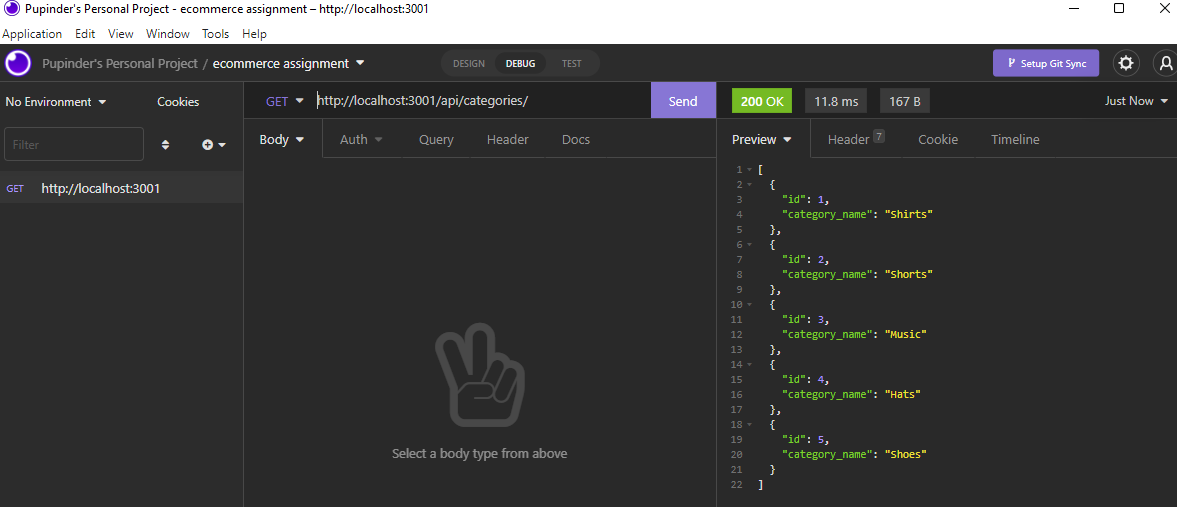 Pupinder's Personal Project - ecommerce assignment – http://localhost:3001
Application Edit View Window Tools Help
Pupinder's Personal Project / ecommerce assignment
DESIGN DEBUG TEST
Setup Git Sync
No Environment Cookies
GET http://localhost:3001/api/categories/ Send
200 OK 11.8 ms 167 B Just Now
Filter
Body Auth Query Header Docs
Preview Header 7 Cookie Timeline
GET http://localhost:3001
Select a body type from above
1 [
2 {
3 "id": 1,
4 "category_name": "Shirts"
5 },
6 {
7 "id": 2,
8 "category_name": "Shorts"
9 },
10 {
11 "id": 3,
12 "category_name": "Music"
13 },
14 {
15 "id": 4,
16 "category_name": "Hats"
17 },
18 {
19 "id": 5,
20 "category_name": "Shoes"
21 }
22 ]